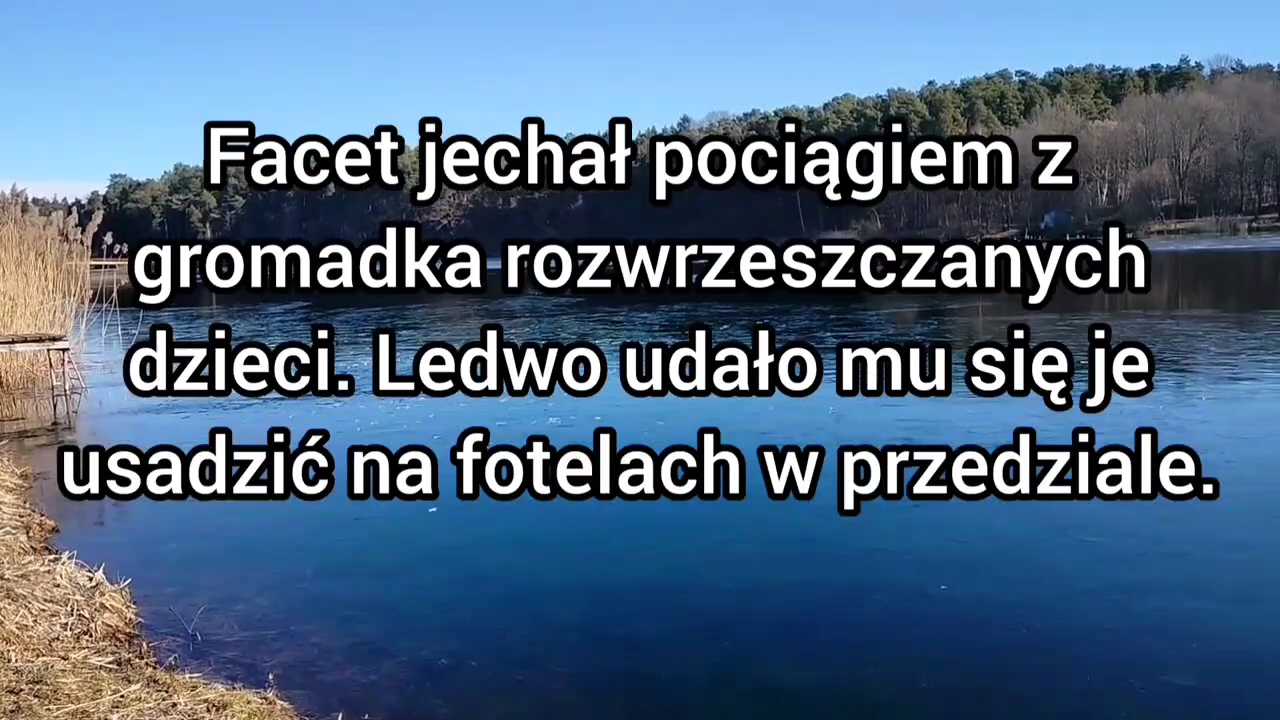 Facet jechał pociągiem z
gromadka rozwrzeszczanych
dzieci. Ledwo udało mu się je
usadzić na fotelach w przedziale.